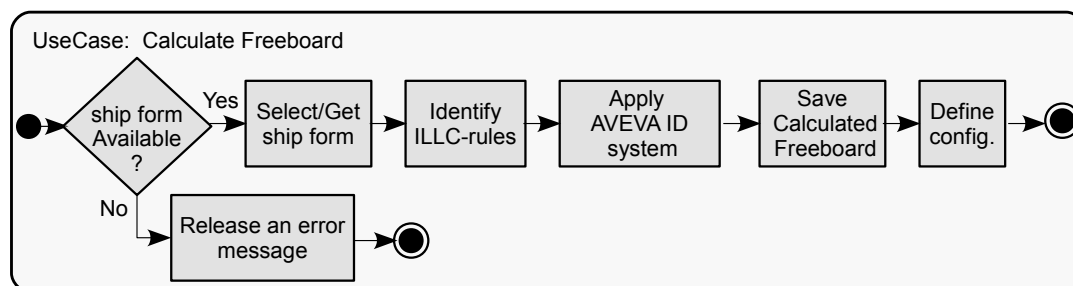 UseCase: Calculate Freeboard
ship form
Available
?
Yes
Select/Get
ship form
Identify
ILLC-rules
Apply
AVEVA ID
system
Save
Calculated
Freeboard
Define
config.
No
Release an error
message